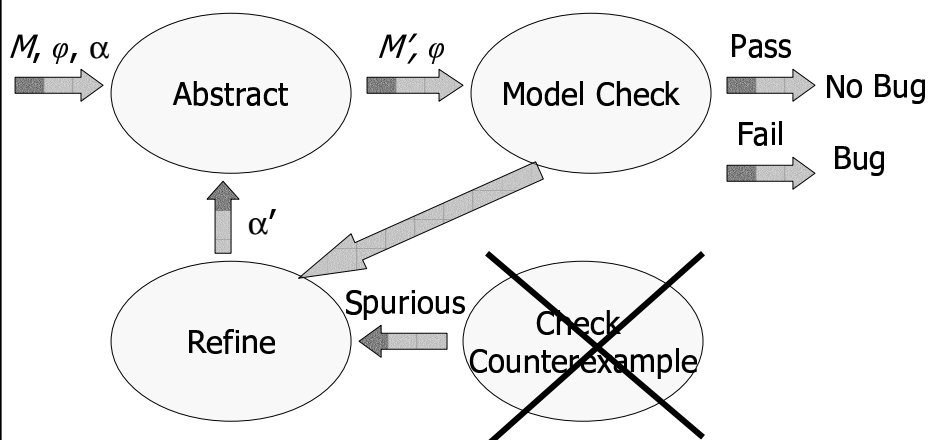 M, φ, α
Abstract
M′, φ
Model Check
Pass
No Bug
Fail
Bug
α′
Spurious
Refine
Check
Counterexample